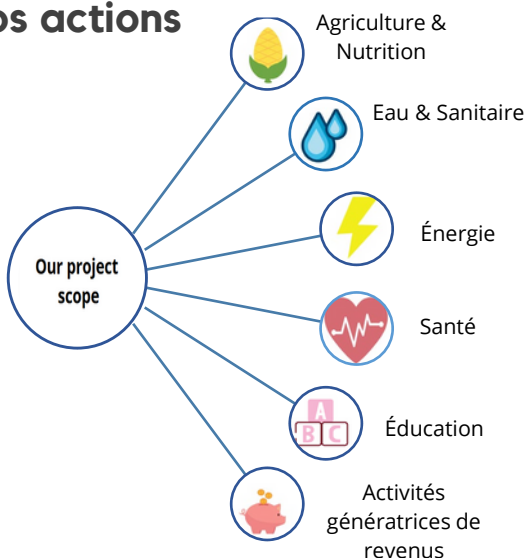 os actions
Agriculture &
Nutrition
Eau & Sanitaire
Énergie
Our project
scope
Santé
A
B C
Éducation
Activités
génératrices de
revenus